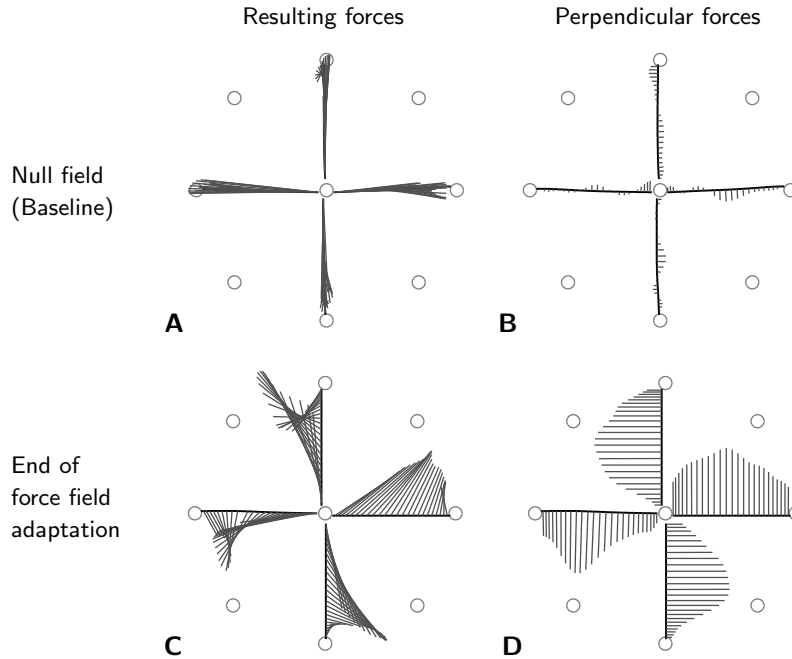 Resulting forces
Perpendicular forces
Null field
(Baseline)
A
B
End of
force field
adaptation
C
D